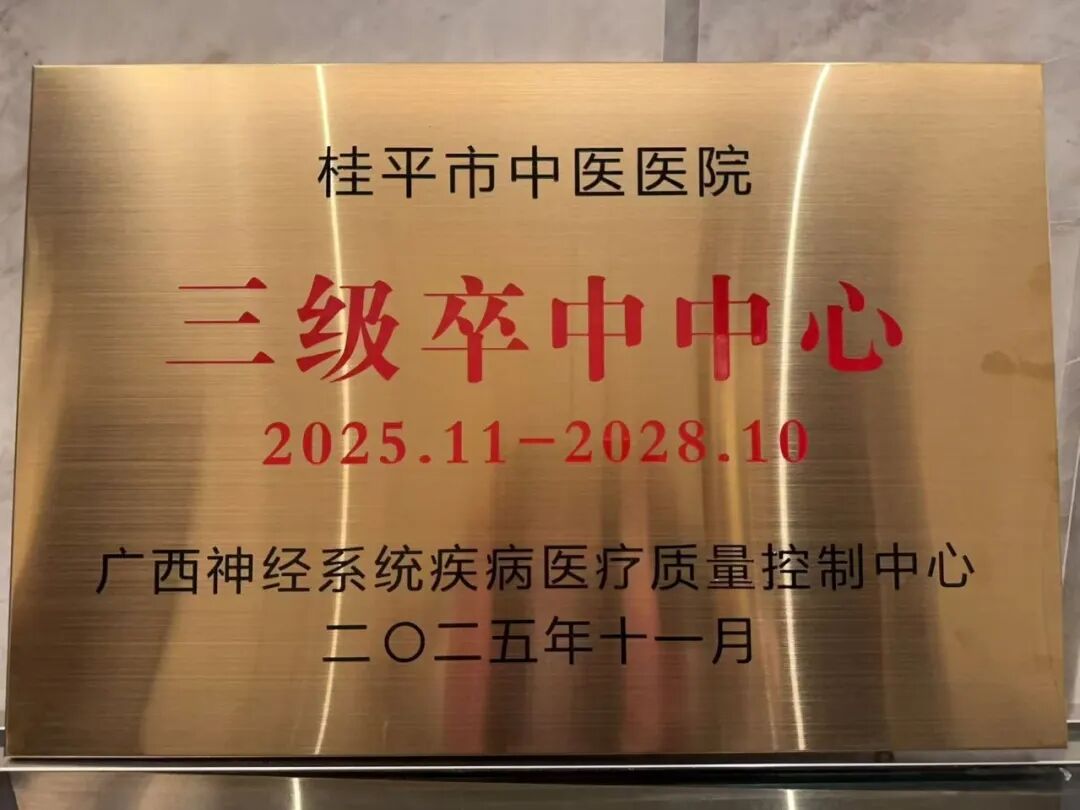 桂平市中医医院
三级卒中中心
2025.11-2028.10
广西神经系统疾病医疗质量控制中心
二〇二五年十一月